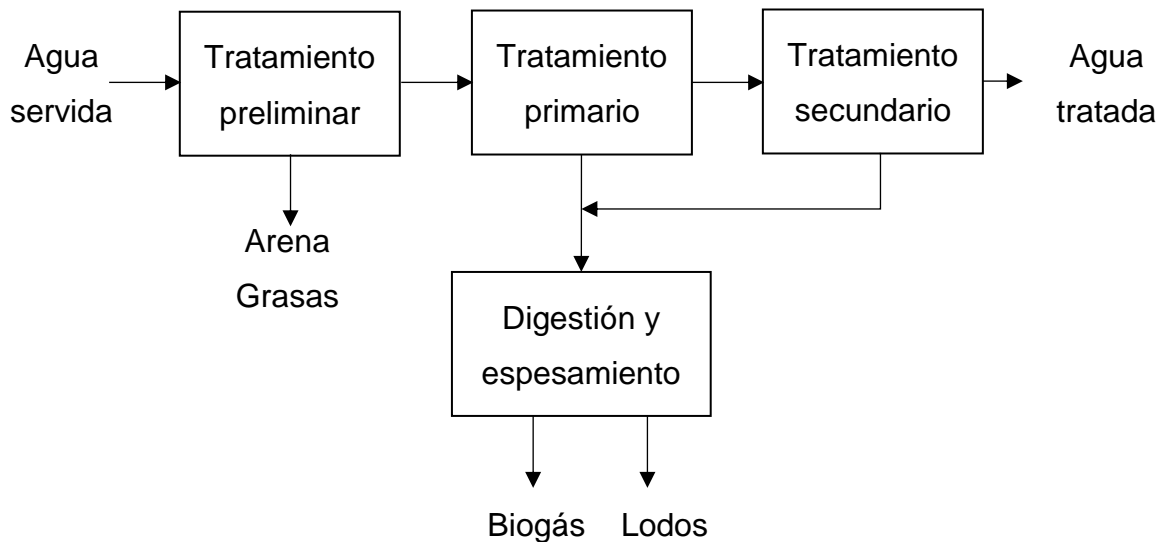 Agua
servida
Tratamiento
preliminar
Tratamiento
primario
Tratamiento
secundario
Agua
tratada
Arena
Grasas
Digestión y
espesamiento
Biogás
Lodos